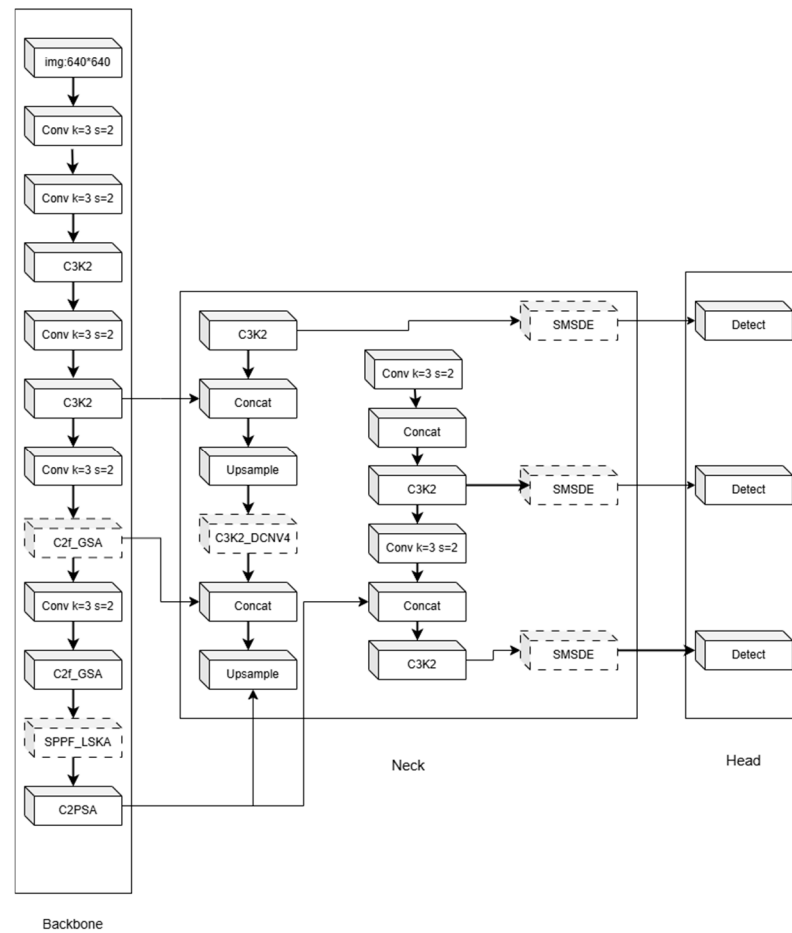 img:640*640
Conv k=3 s=2
Conv k=3 s=2
C3K2
Conv k=3 s=2
C3K2
Conv k=3 s=2
C2f_GSA
Conv k=3 s=2
C2f_GSA
SPPF_LSKA
C2PSA
Backbone
C3K2
Concat
Upsample
C3K2_DCNV4
Concat
Upsample
Conv k=3 s=2
Concat
C3K2
Conv k=3 s=2
Concat
C3K2
SMSDE
SMSDE
SMSDE
Neck
Detect
Detect
Detect
Head